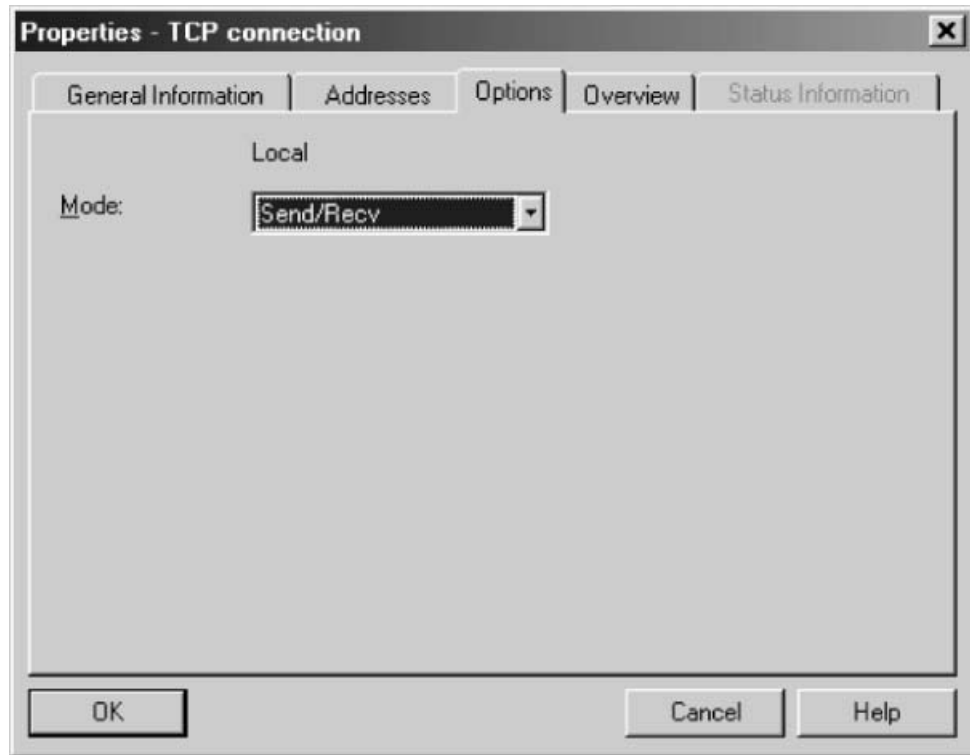 Properties - TCP connection
General Information Addresses Options Overview Status Information
Local
Mode: Send/Recv
OK Cancel Help